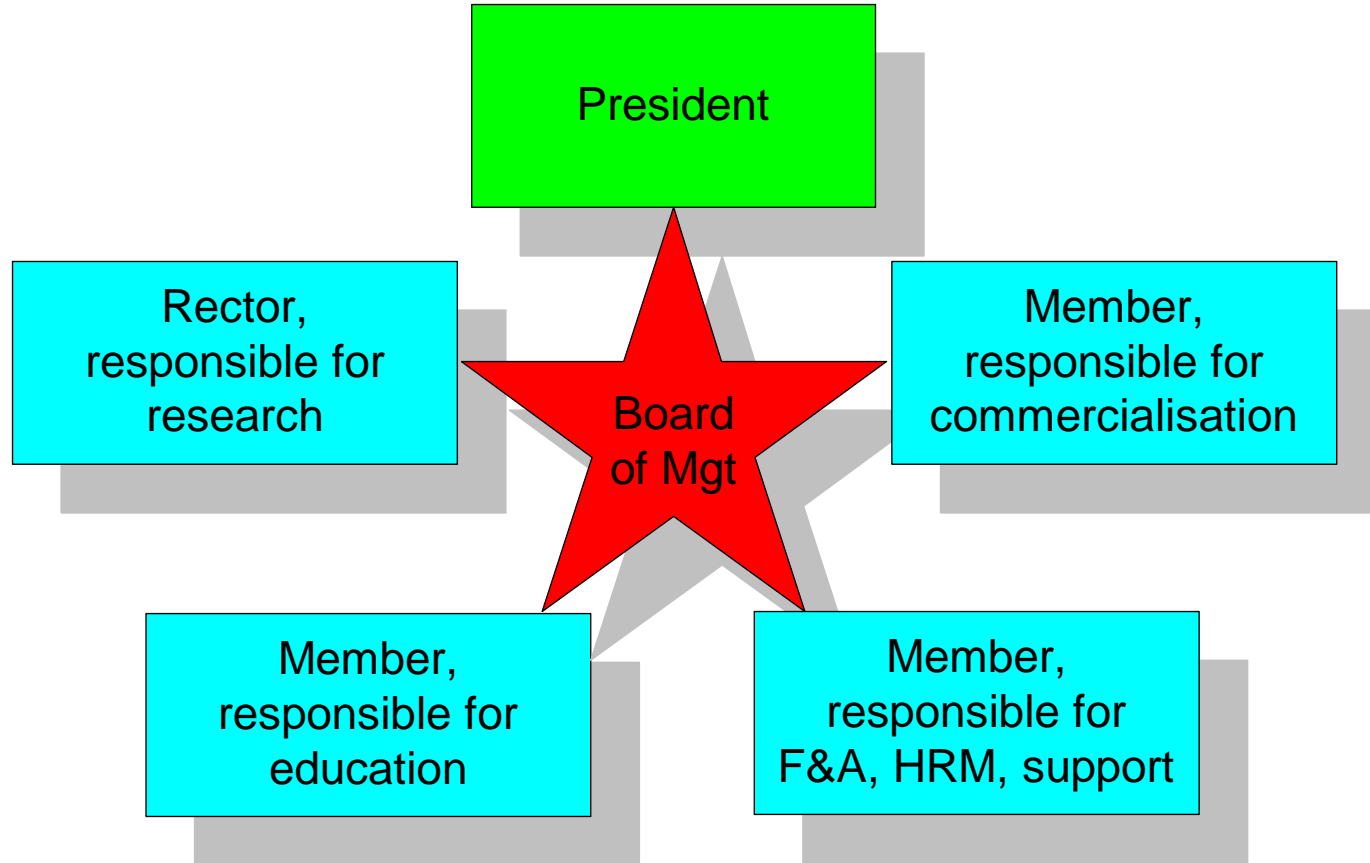 President
Rector,
responsible for
research
Member,
responsible for
commercialisation
Board
of Mgt
Member,
responsible for
education
Member,
responsible for
F&A, HRM, support